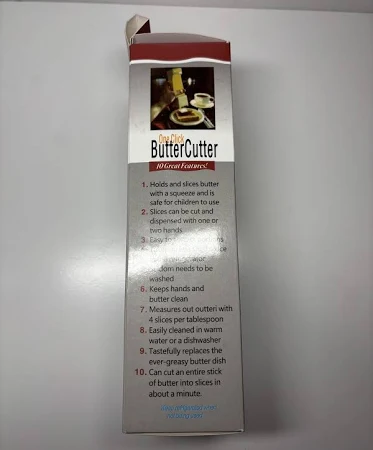 One Click
ButterCutter
10 Great Features!
1. Holds and slices butter
with a squeeze and is
safe for children to use
2. Slices can be cut and
dispensed with one or
two hands
3.
needs to be
washed
6. Keeps hands and
butter clean
7. Measures out outteri with
4 slices per tablespoon
8. Easily cleaned in warm
water or a dishwasher
9. Tastefully replaces the
ever-greasy butter dish
10. Can cut an entire stick
of butter into slices in
about a minute.